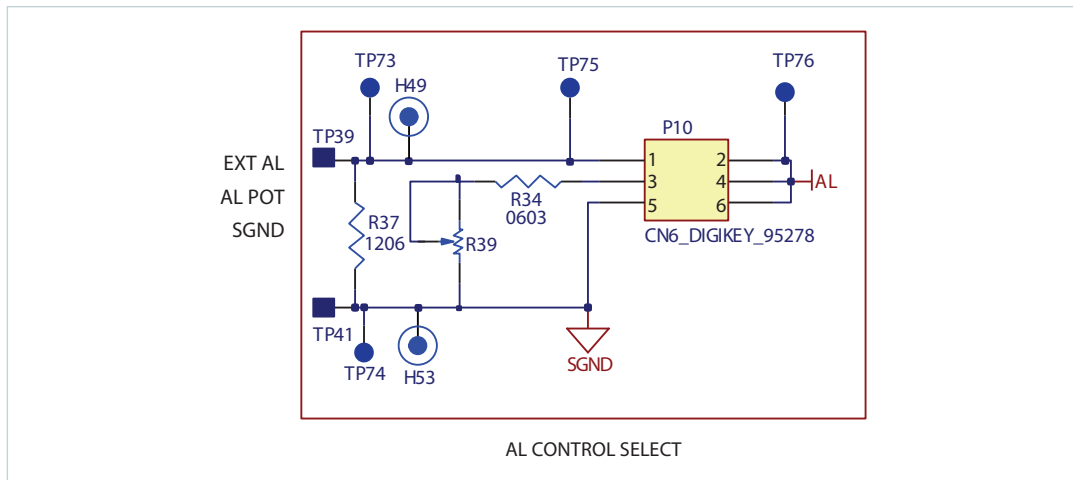 TP73
H49
TP75
TP76
P10
TP39
EXT AL
AL POT
SGND
1 2
3 4
5 6
AL
R34
0603
R37
1206
R39
CN6_DIGIKEY_95278
TP41
TP74
H53
SGND
AL CONTROL SELECT